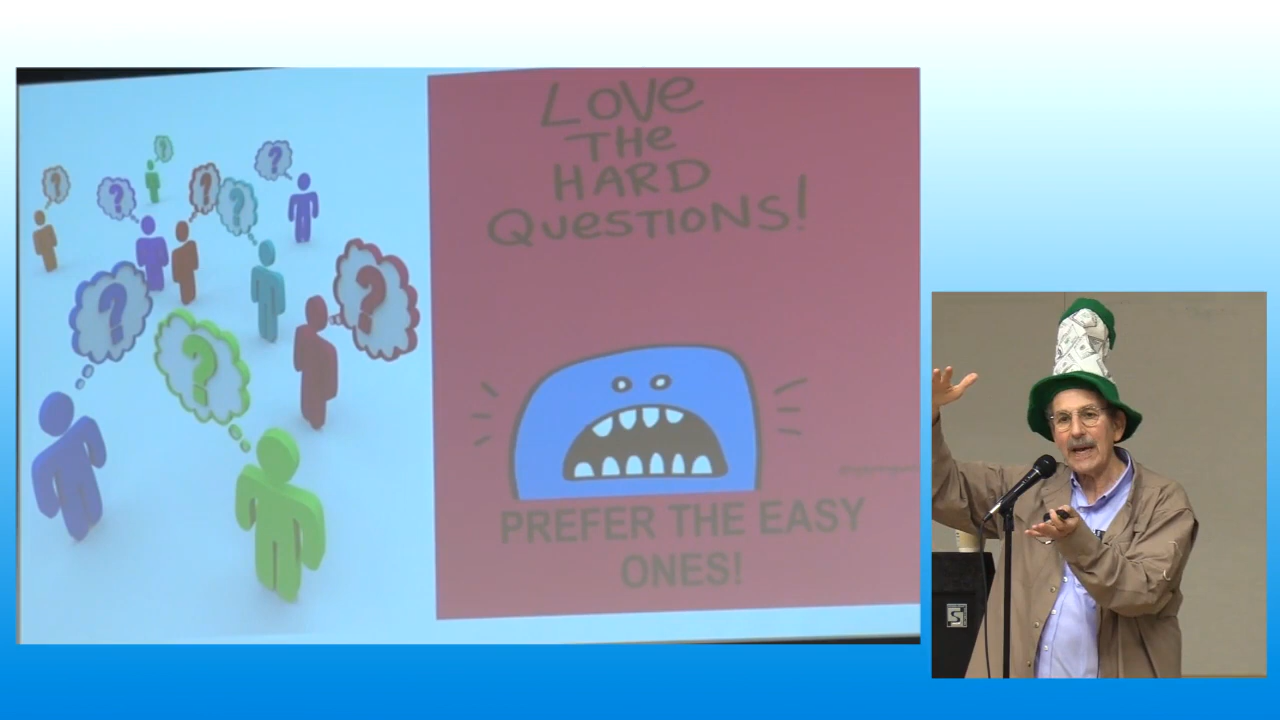 ?
?
?
?
?
?
?
?
?
LOVE
THE
HARD
QUESTIONS!
PREFER THE EASY
ONES!
S